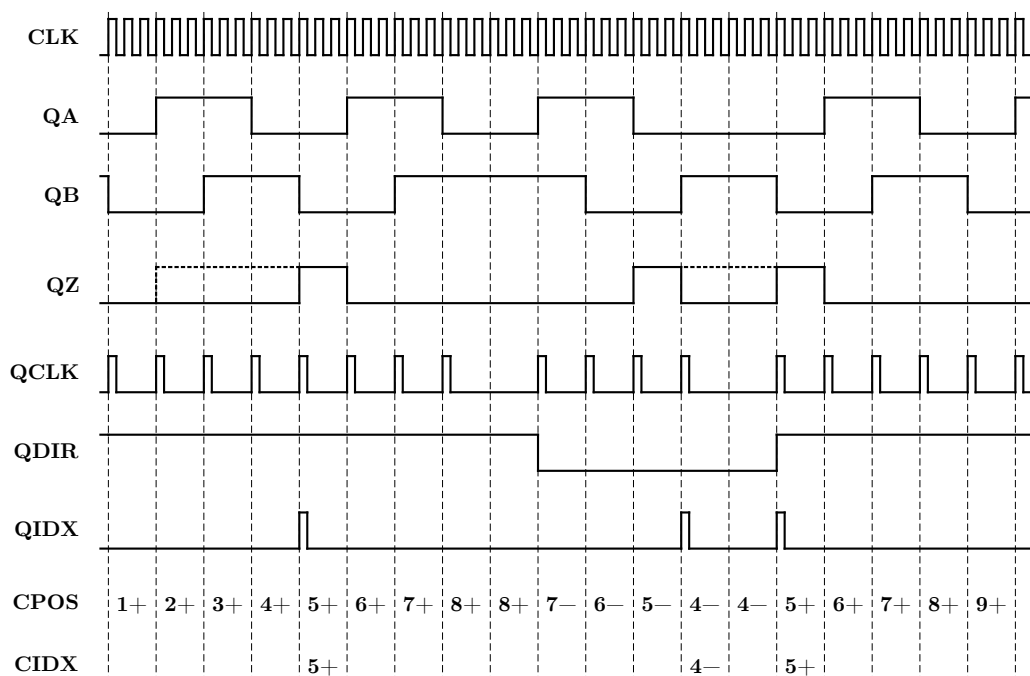 CLK
QA
QB
QZ
QCLK
QDIR
QIDX
CPOS 1+ 2+ 3+ 4+ 5+ 6+ 7+ 8+ 8+ 7− 6− 5− 4− 4− 5+ 6+ 7+ 8+ 9+
CIDX 5+ 4− 5+